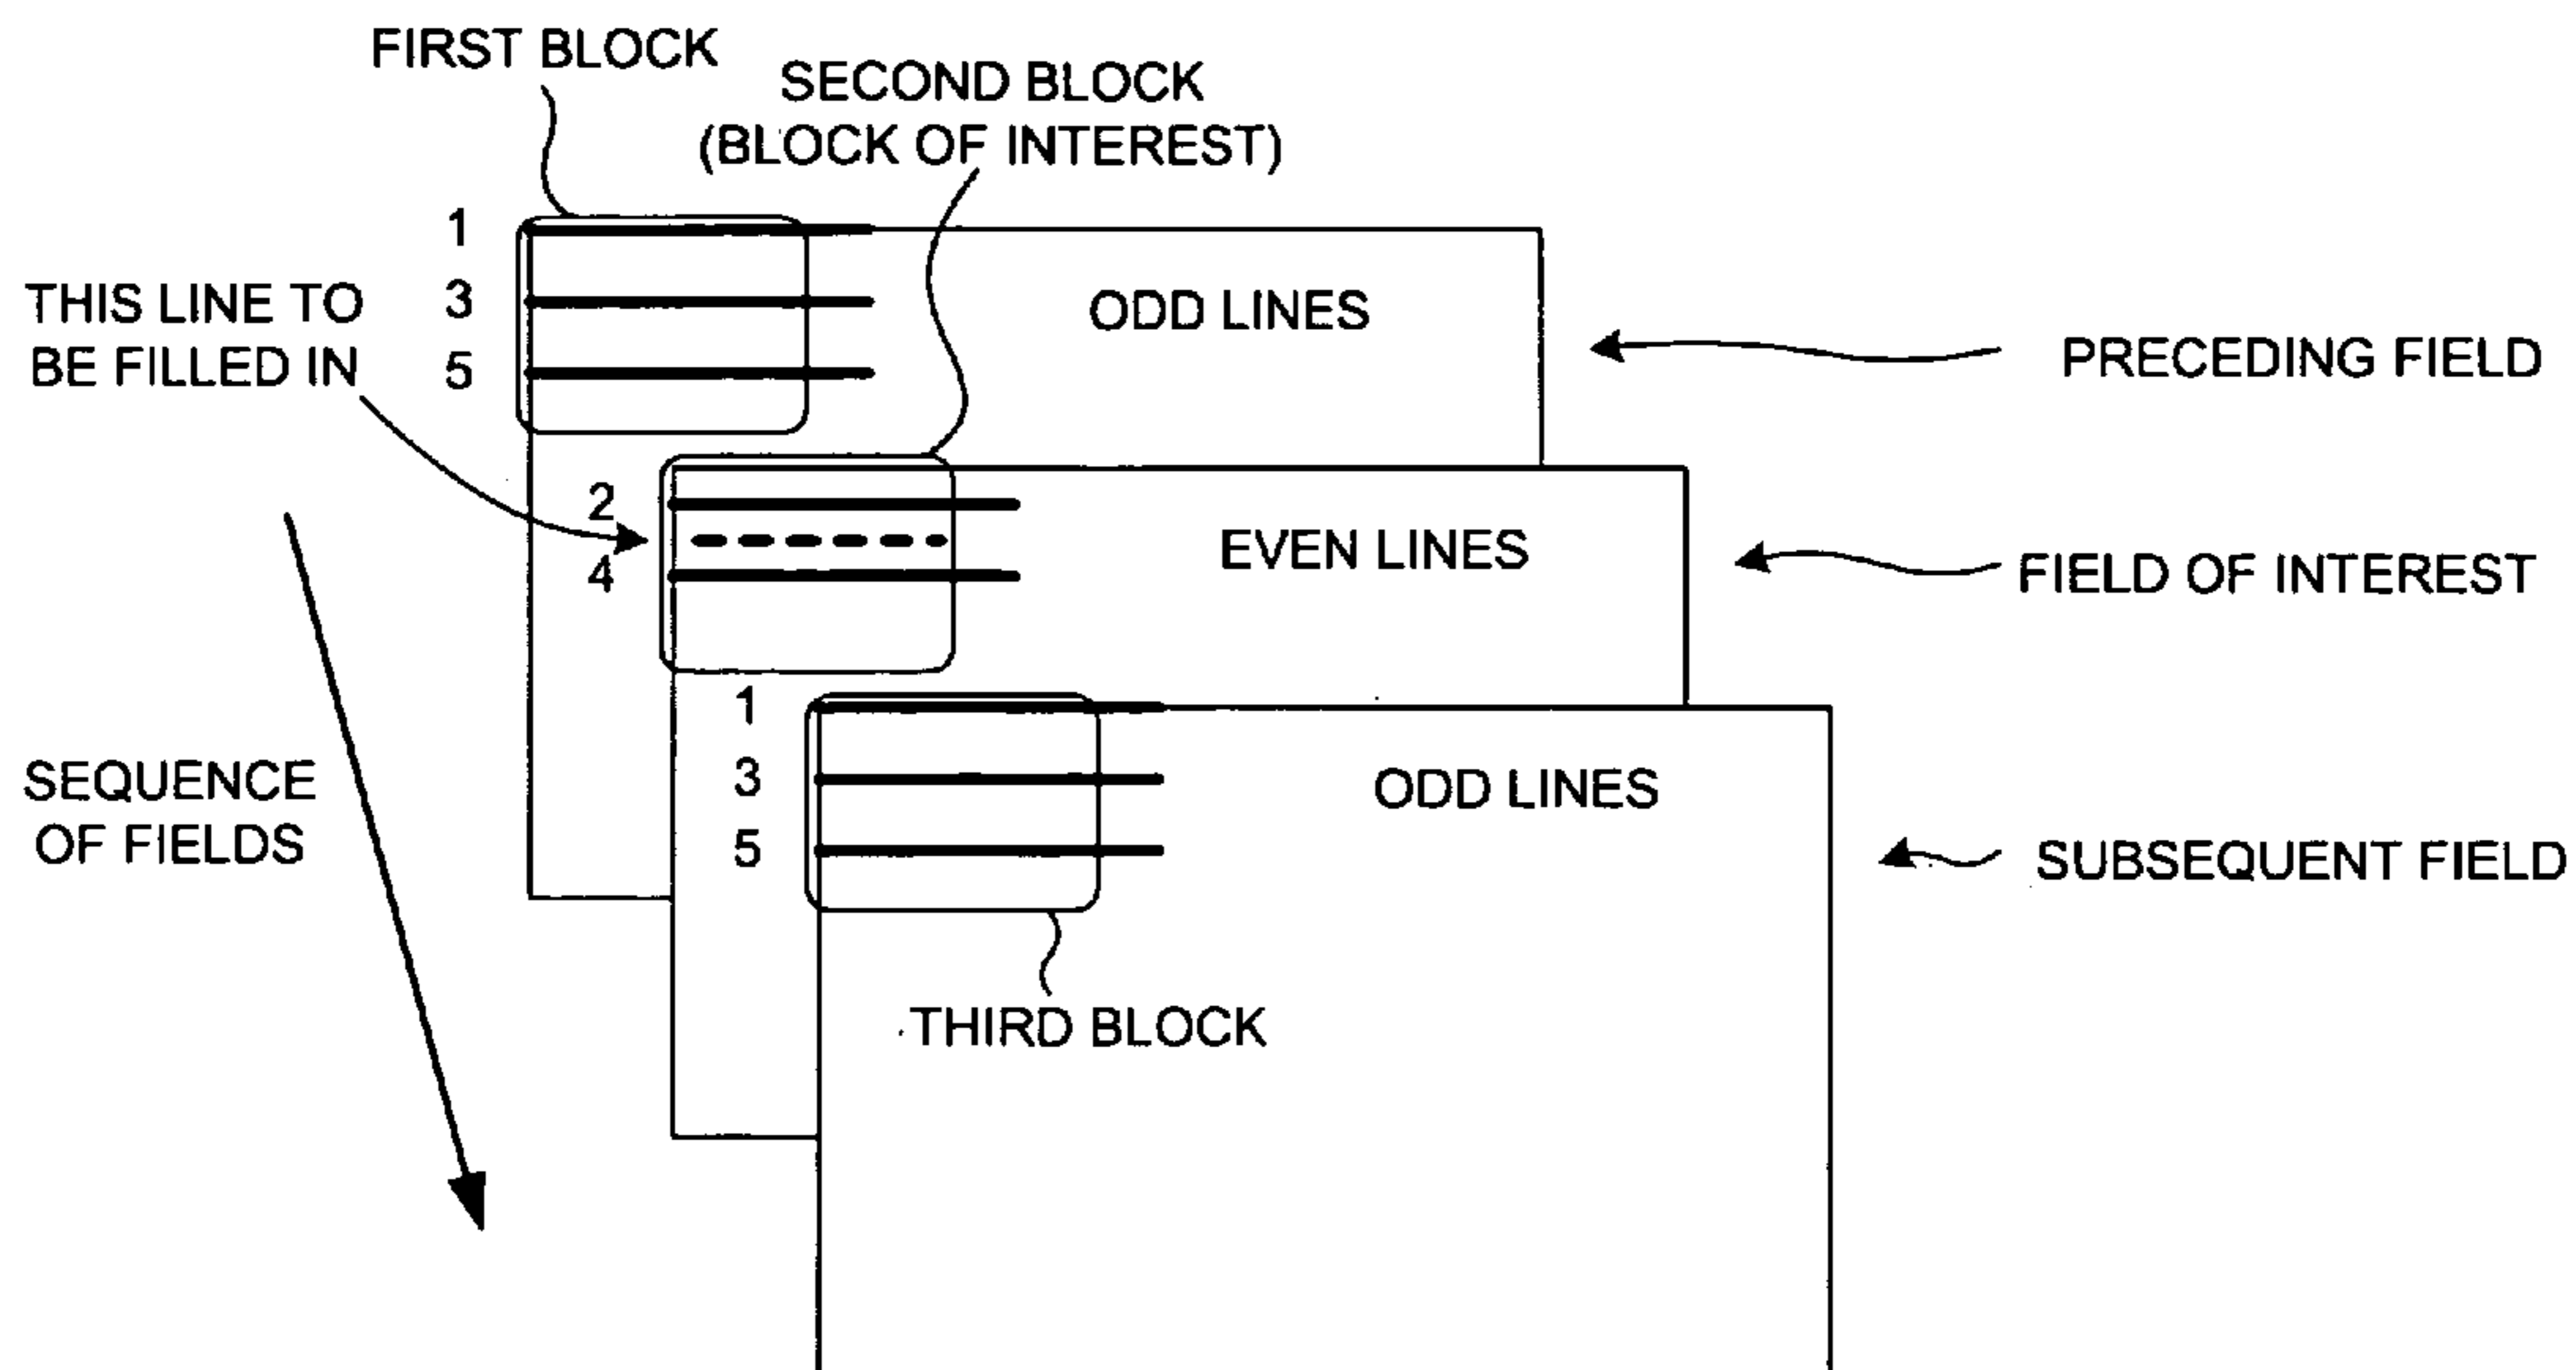 FIRST BLOCK
SECOND BLOCK
(BLOCK OF INTEREST)
1
3
5
THIS LINE TO
BE FILLED IN
ODD LINES
PRECEDING FIELD
2
4
EVEN LINES
FIELD OF INTEREST
1
3
5
ODD LINES
SUBSEQUENT FIELD
SEQUENCE
OF FIELDS
THIRD BLOCK